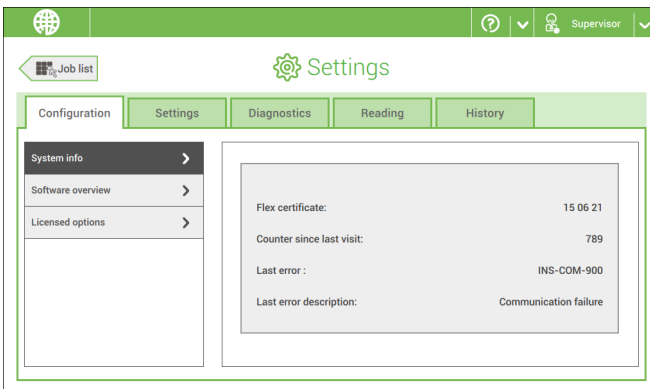 Supervisor
Job list
Settings
Configuration
Settings
Diagnostics
Reading
History
System info
Software overview
Licensed options
Flex certificate: 15 06 21
Counter since last visit: 789
Last error : INS-COM-900
Last error description: Communication failure